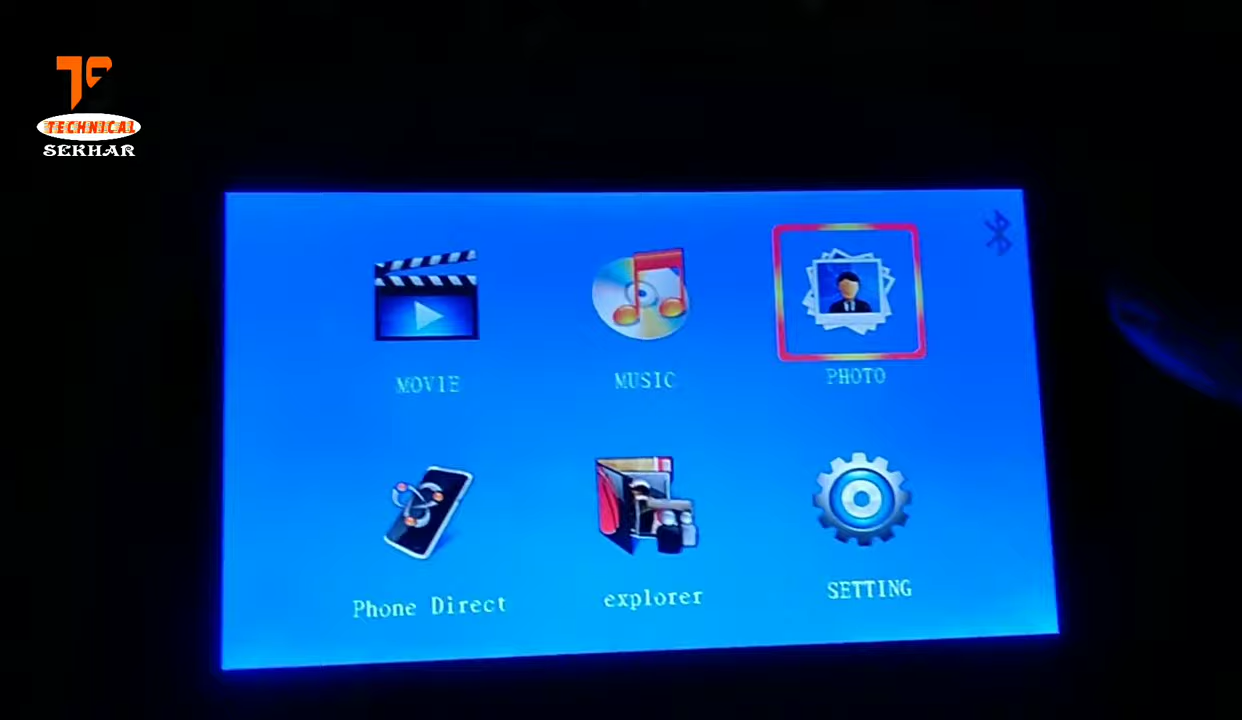 TECHNICAL
SEKHAR
MOVIE
MUSIC
PHOTO
Phone Direct
explorer
SETTING